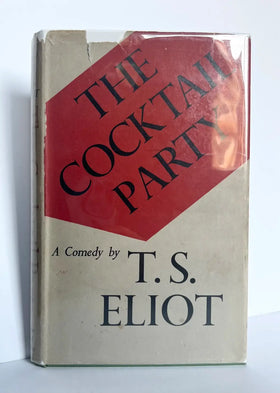 THE
COCKTAIL
PARTY
A Comedy by
T. S.
ELIOT